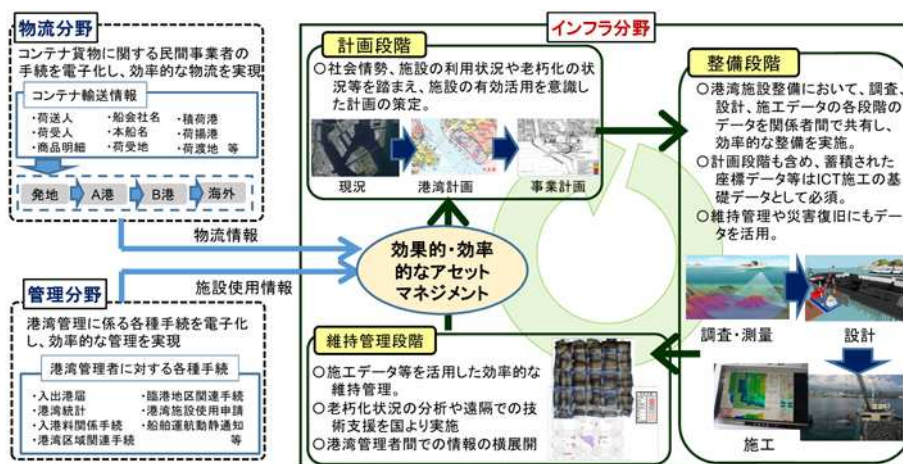 物流分野
コンテナ貨物に関する民間事業者の
手続を電子化し、効率的な物流を実現
コンテナ輸送情報
・荷送人 ・船会社名 ・積荷港
・荷受人 ・本船名 ・荷揚港
・商品明細 ・荷受地 ・荷渡地 等
発地 A港 B港 海外
物流情報
施設使用情報
管理分野
港湾管理に係る各種手続を電子化
し、効率的な管理を実現
港湾管理者に対する各種手続
・入出港届 ・臨港地区関連手続
・港湾統計 ・港湾施設使用申請
・入港料関係手続 ・船舶運航動静通知
・港湾区域関連手続 等
インフラ分野
計画段階
○社会情勢、施設の利用状況や老朽化の状
況等を踏まえ、施設の有効活用を意識
した計画の策定。
現況 港湾計画 事業計画
効果的・効率
的なアセット
マネジメント
維持管理段階
○施工データ等を活用した効率的な
維持管理。
○老朽化状況の分析や遠隔での技
術支援を国より実施
○港湾管理者間での情報の横展開
整備段階
○港湾施設整備において、調査、
設計、施工データの各段階の
データを関係者間で共有し、
効率的な整備を実施。
○計画段階も含め、蓄積された
座標データ等はICT施工の基
礎データとして必須。
○維持管理や災害復旧にもデー
タを活用。
調査・測量 設計
施工